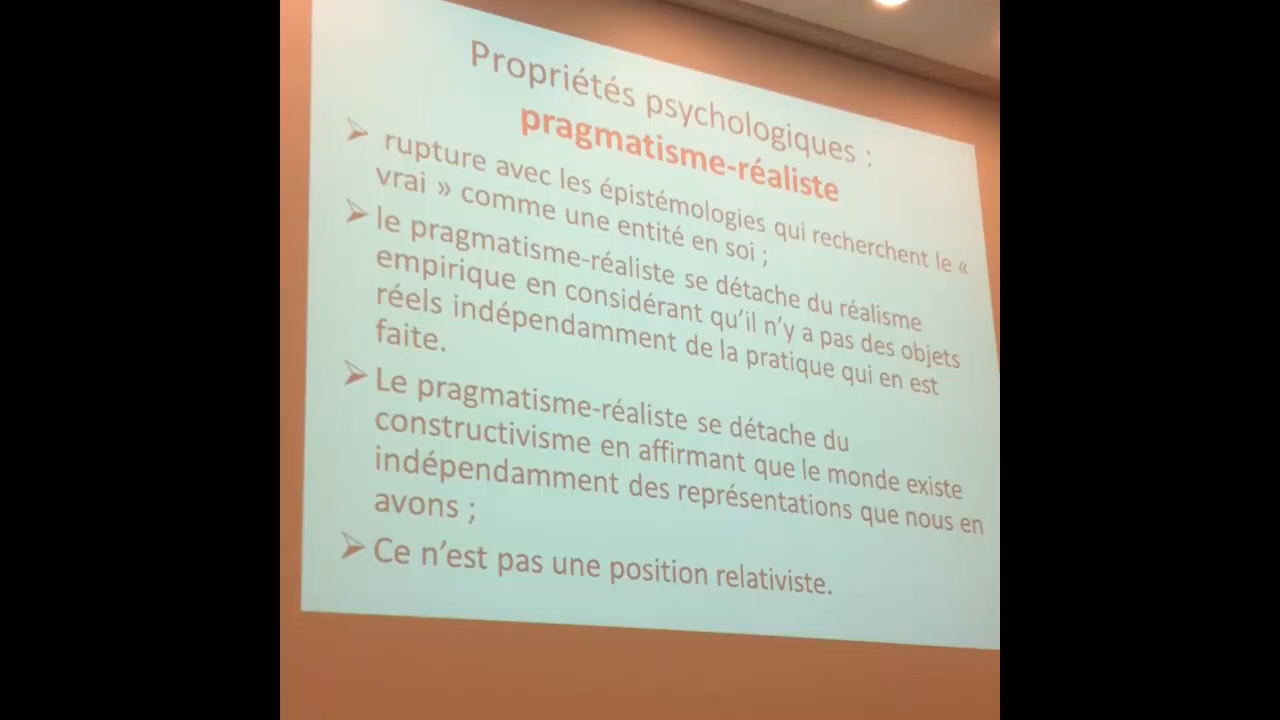 Propriétés psychologiques :
pragmatisme-réaliste
➢ rupture avec les épistémologies qui recherchent le «
vrai » comme une entité en soi ;
➢ le pragmatisme-réaliste se détache du réalisme
empirique en considérant qu'il n'y a pas des objets
réels indépendamment de la pratique qui en est
faite.
➢ Le pragmatisme-réaliste se détache du
constructivisme en affirmant que le monde existe
indépendamment des représentations que nous en
avons ;
➢ Ce n'est pas une position relativiste.